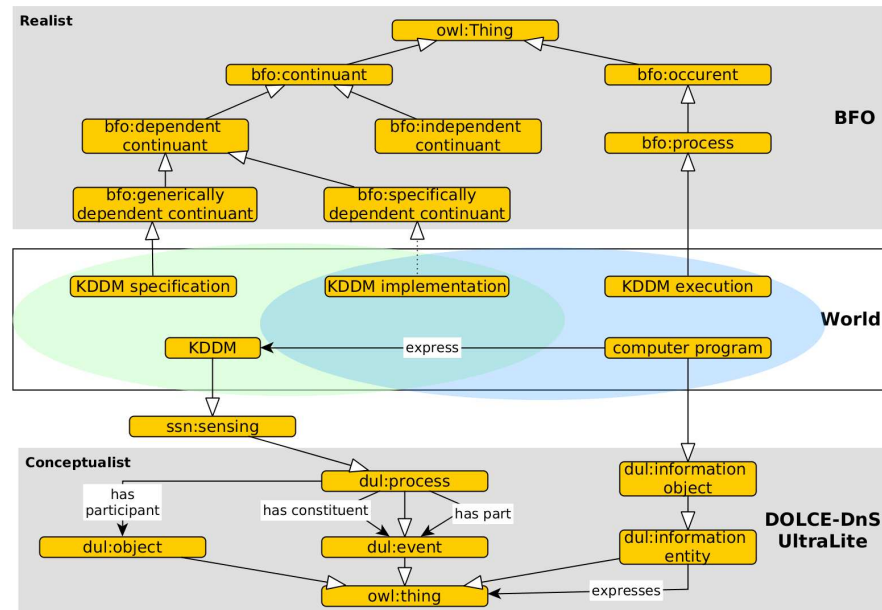 Realist
owl:Thing
bfo:continuant
bfo:occurent
BFO
bfo:dependent
continuant
bfo:independent
continuant
bfo:process
bfo:generically
dependent continuant
bfo:specifically
dependent continuant
KDDM specification
KDDM implementation
KDDM execution
World
KDDM
express
computer program
ssn:sensing
Conceptualist
dul:process
dul:information
object
has
participant
has constituent
has part
DOLCE-DnS
UltraLite
dul:object
dul:event
dul:information
entity
owl:thing
expresses